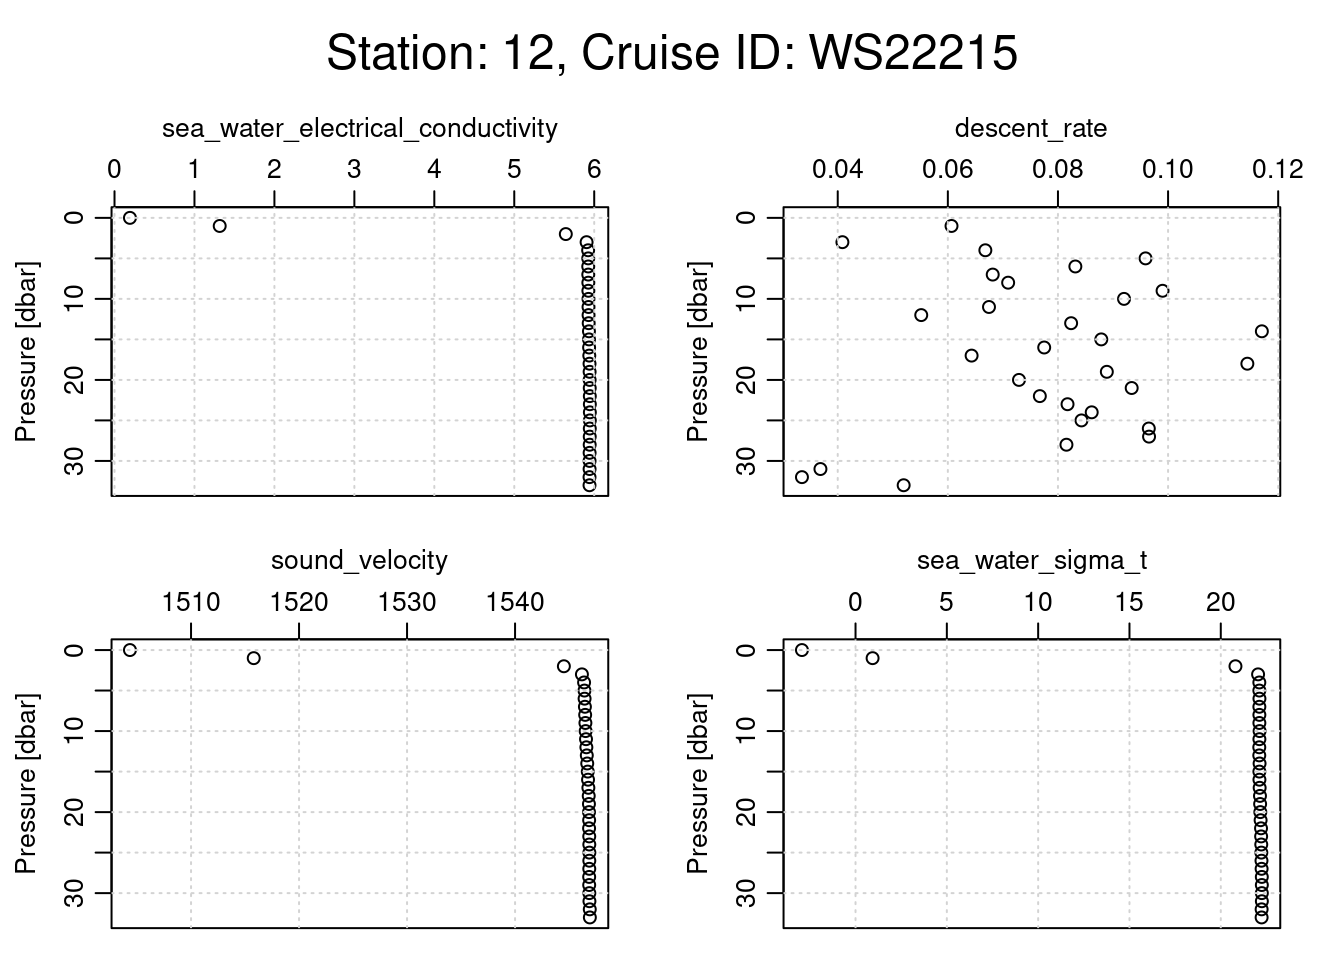 Station: 12, Cruise ID: WS22215
sea_water_electrical_conductivity
0 1 2 3 4 5 6
Pressure [dbar]
0
10
20
30
descent_rate
0.04 0.06 0.08 0.10 0.12
Pressure [dbar]
0
10
20
30
sound_velocity
1510 1520 1530 1540
Pressure [dbar]
0
10
20
30
sea_water_sigma_t
0 5 10 15 20
Pressure [dbar]
0
10
20
30